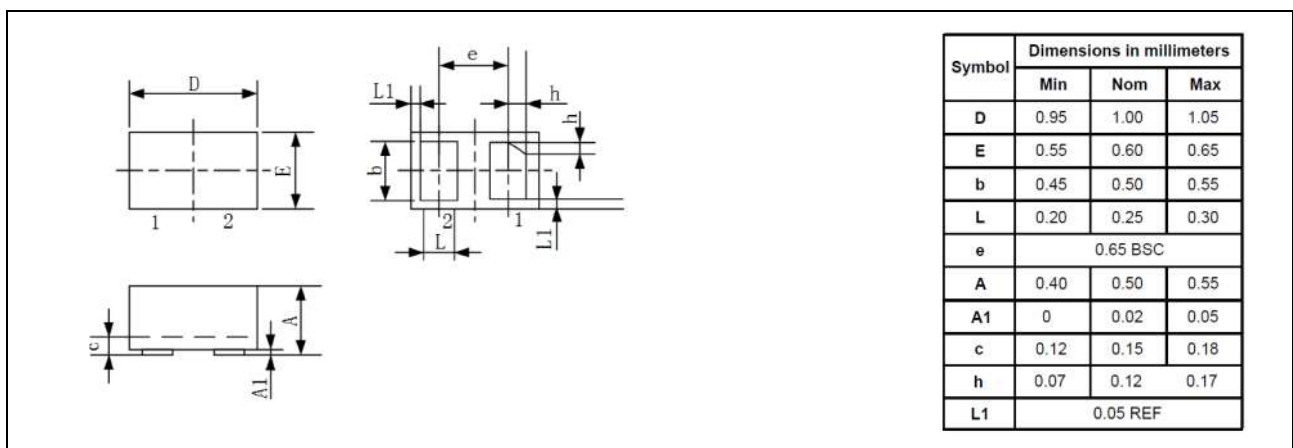 D
E
1 2
e
L1
h
h
b
2 1
L
L1
A
c
A1
Symbol Dimensions in millimeters
Min Nom Max
D 0.95 1.00 1.05
E 0.55 0.60 0.65
b 0.45 0.50 0.55
L 0.20 0.25 0.30
e 0.65 BSC
A 0.40 0.50 0.55
A1 0 0.02 0.05
c 0.12 0.15 0.18
h 0.07 0.12 0.17
L1 0.05 REF